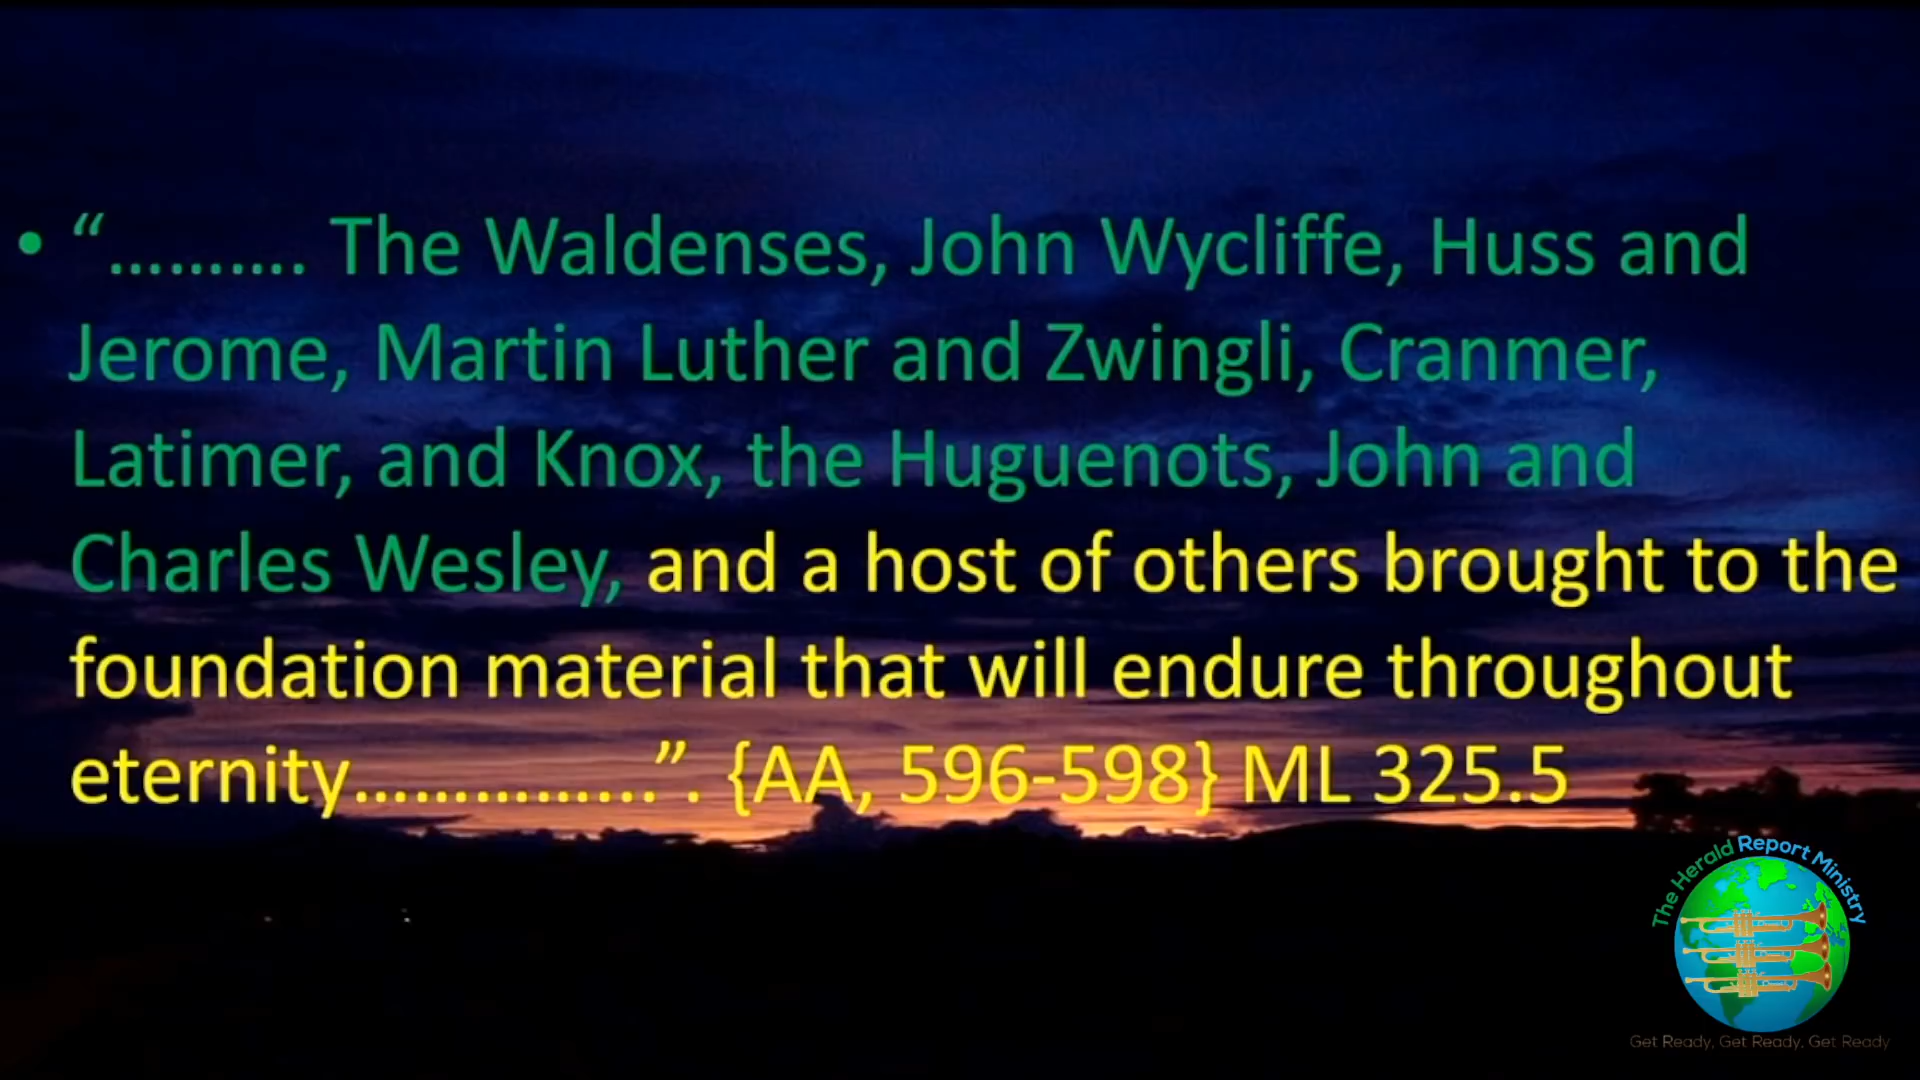 • “.......... The Waldenses, John Wycliffe, Huss and
Jerome, Martin Luther and Zwingli, Cranmer,
Latimer, and Knox, the Huguenots, John and
Charles Wesley, and a host of others brought to the
foundation material that will endure throughout
eternity..................”. {AA, 596-598} ML 325.5
The Herald Report Ministry
Get Ready, Get Ready, Get Ready